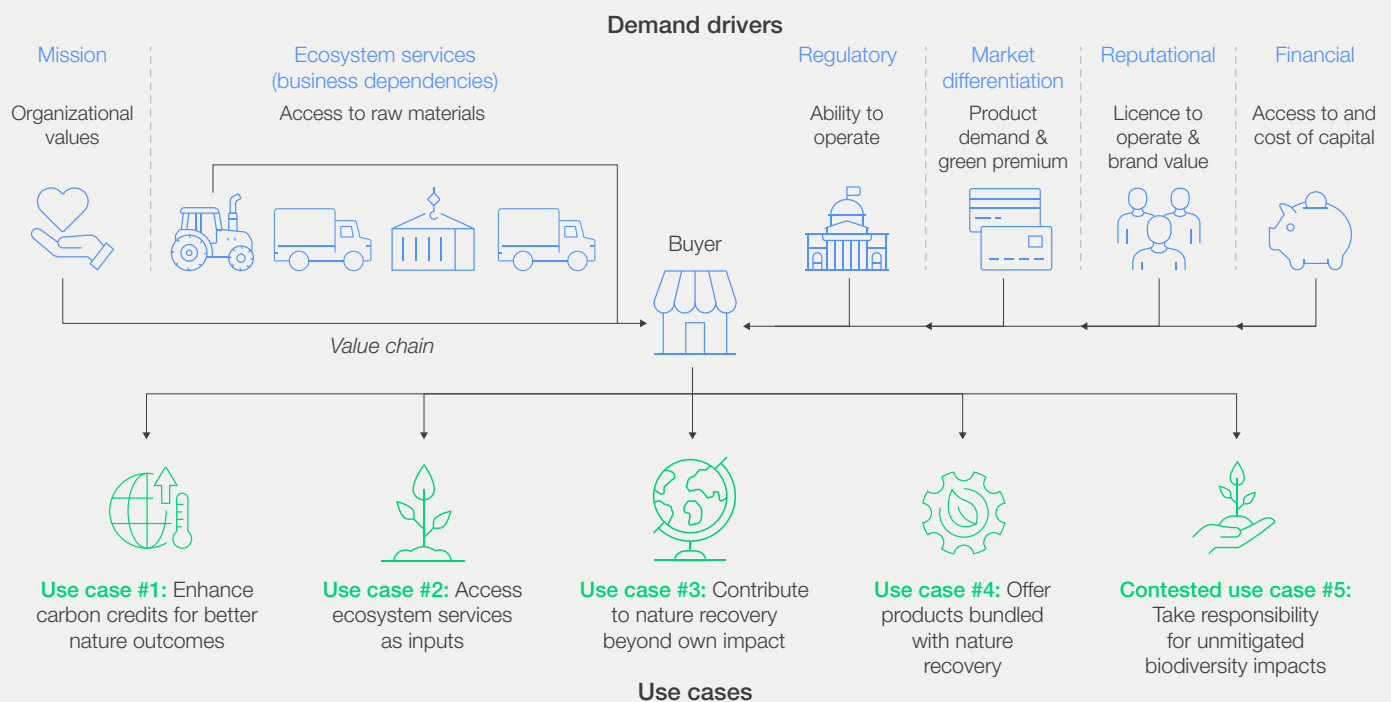 Demand drivers
Mission
Organizational
values
Ecosystem services
(business dependencies)
Access to raw materials
Regulatory
Ability to
operate
Market
differentiation
Product
demand &
green premium
Reputational
Licence to
operate &
brand value
Financial
Access to and
cost of capital
Buyer
Value chain
Use case #1: Enhance
carbon credits for better
nature outcomes
Use case #2: Access
ecosystem services
as inputs
Use case #3: Contribute
to nature recovery
beyond own impact
Use case #4: Offer
products bundled
with nature
recovery
Contested use case #5:
Take responsibility
for unmitigated
biodiversity impacts
Use cases